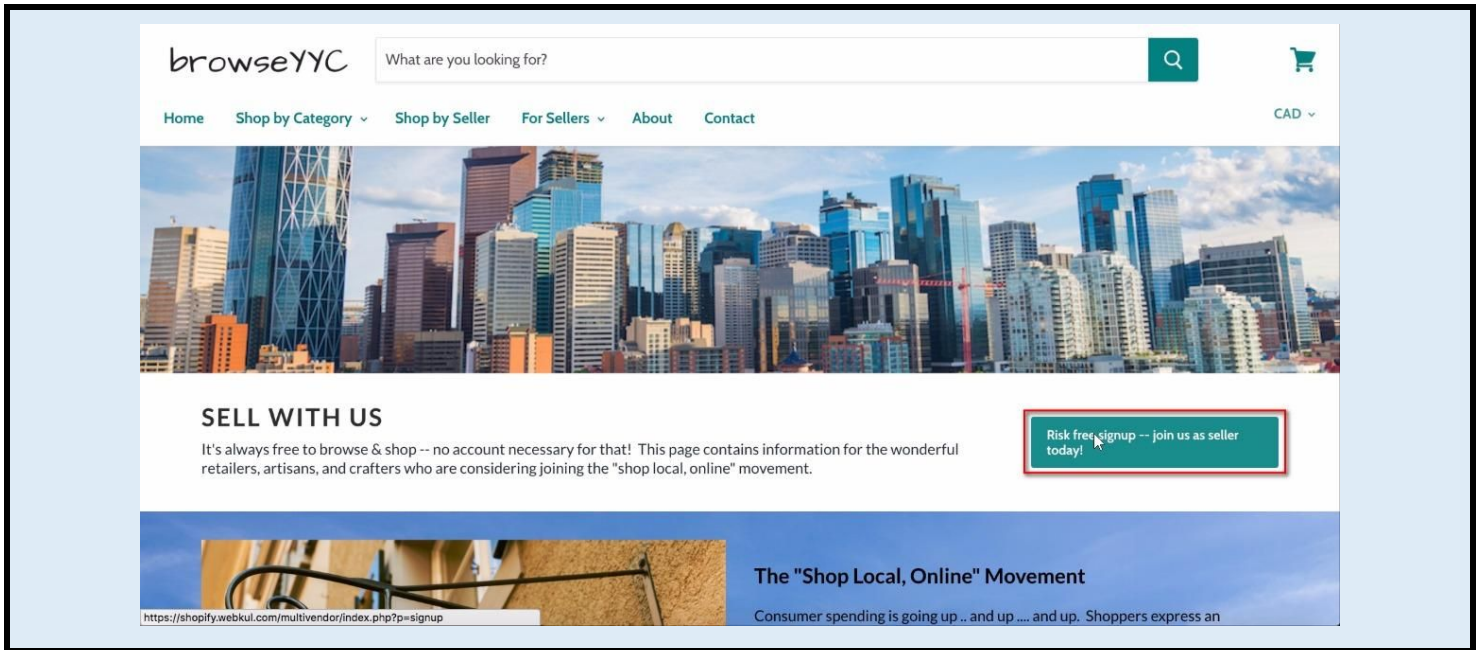 browseYYC
What are you looking for?
Home Shop by Category Shop by Seller For Sellers About Contact
CAD
SELL WITH US
It's always free to browse & shop -- no account necessary for that! This page contains information for the wonderful
retailers, artisans, and crafters who are considering joining the "shop local, online" movement.
Risk free signup -- join us as seller
today!
The "Shop Local, Online" Movement
Consumer spending is going up .. and up .... and up. Shoppers express an
https://shopify.webkul.com/multivendor/index.php?p=signup